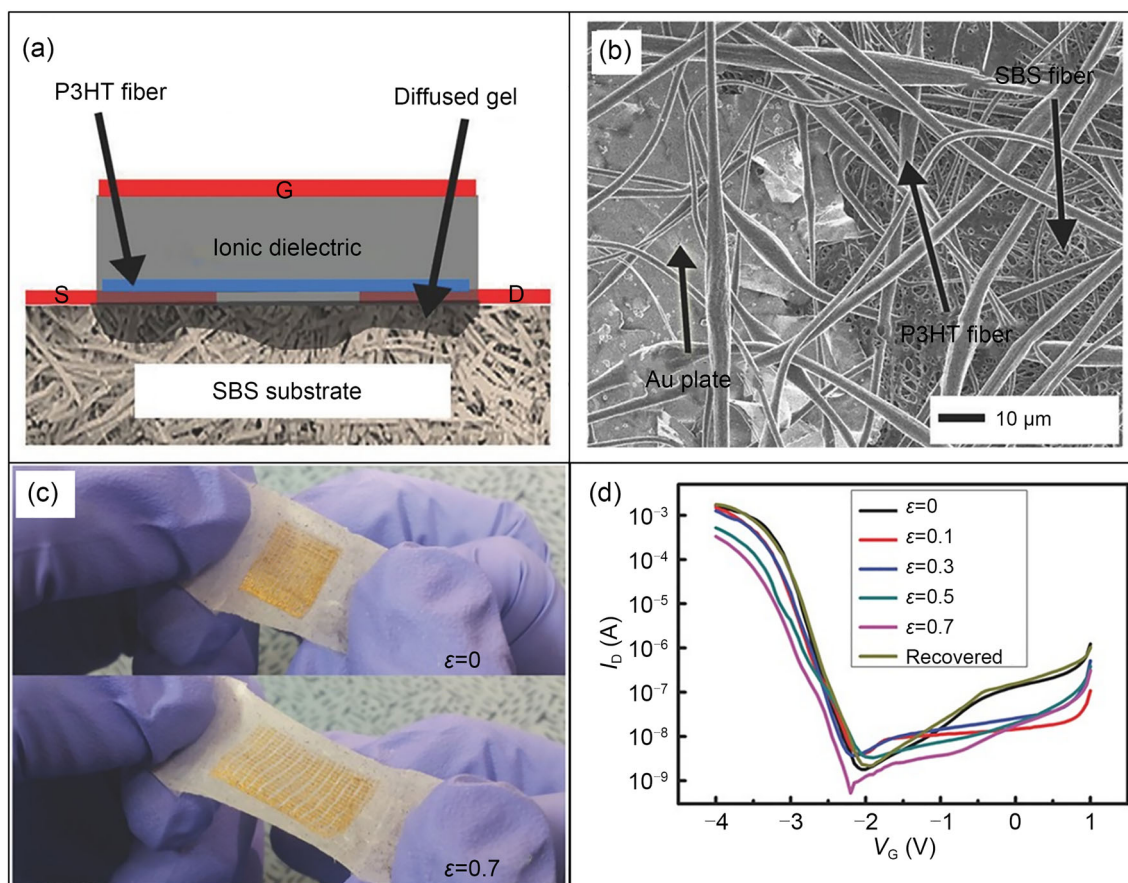 (a)
P3HT fiber
Diffused gel
G
Ionic dielectric
S
D
SBS substrate
(b)
SBS fiber
P3HT fiber
Au plate
10 μm
(c)
ε=0
ε=0.7
(d)
10⁻³
10⁻⁴
10⁻⁵
10⁻⁶
10⁻⁷
10⁻⁸
10⁻⁹
I_D (A)
ε=0
ε=0.1
ε=0.3
ε=0.5
ε=0.7
Recovered
−4
−3
−2
−1
0
1
V_G (V)